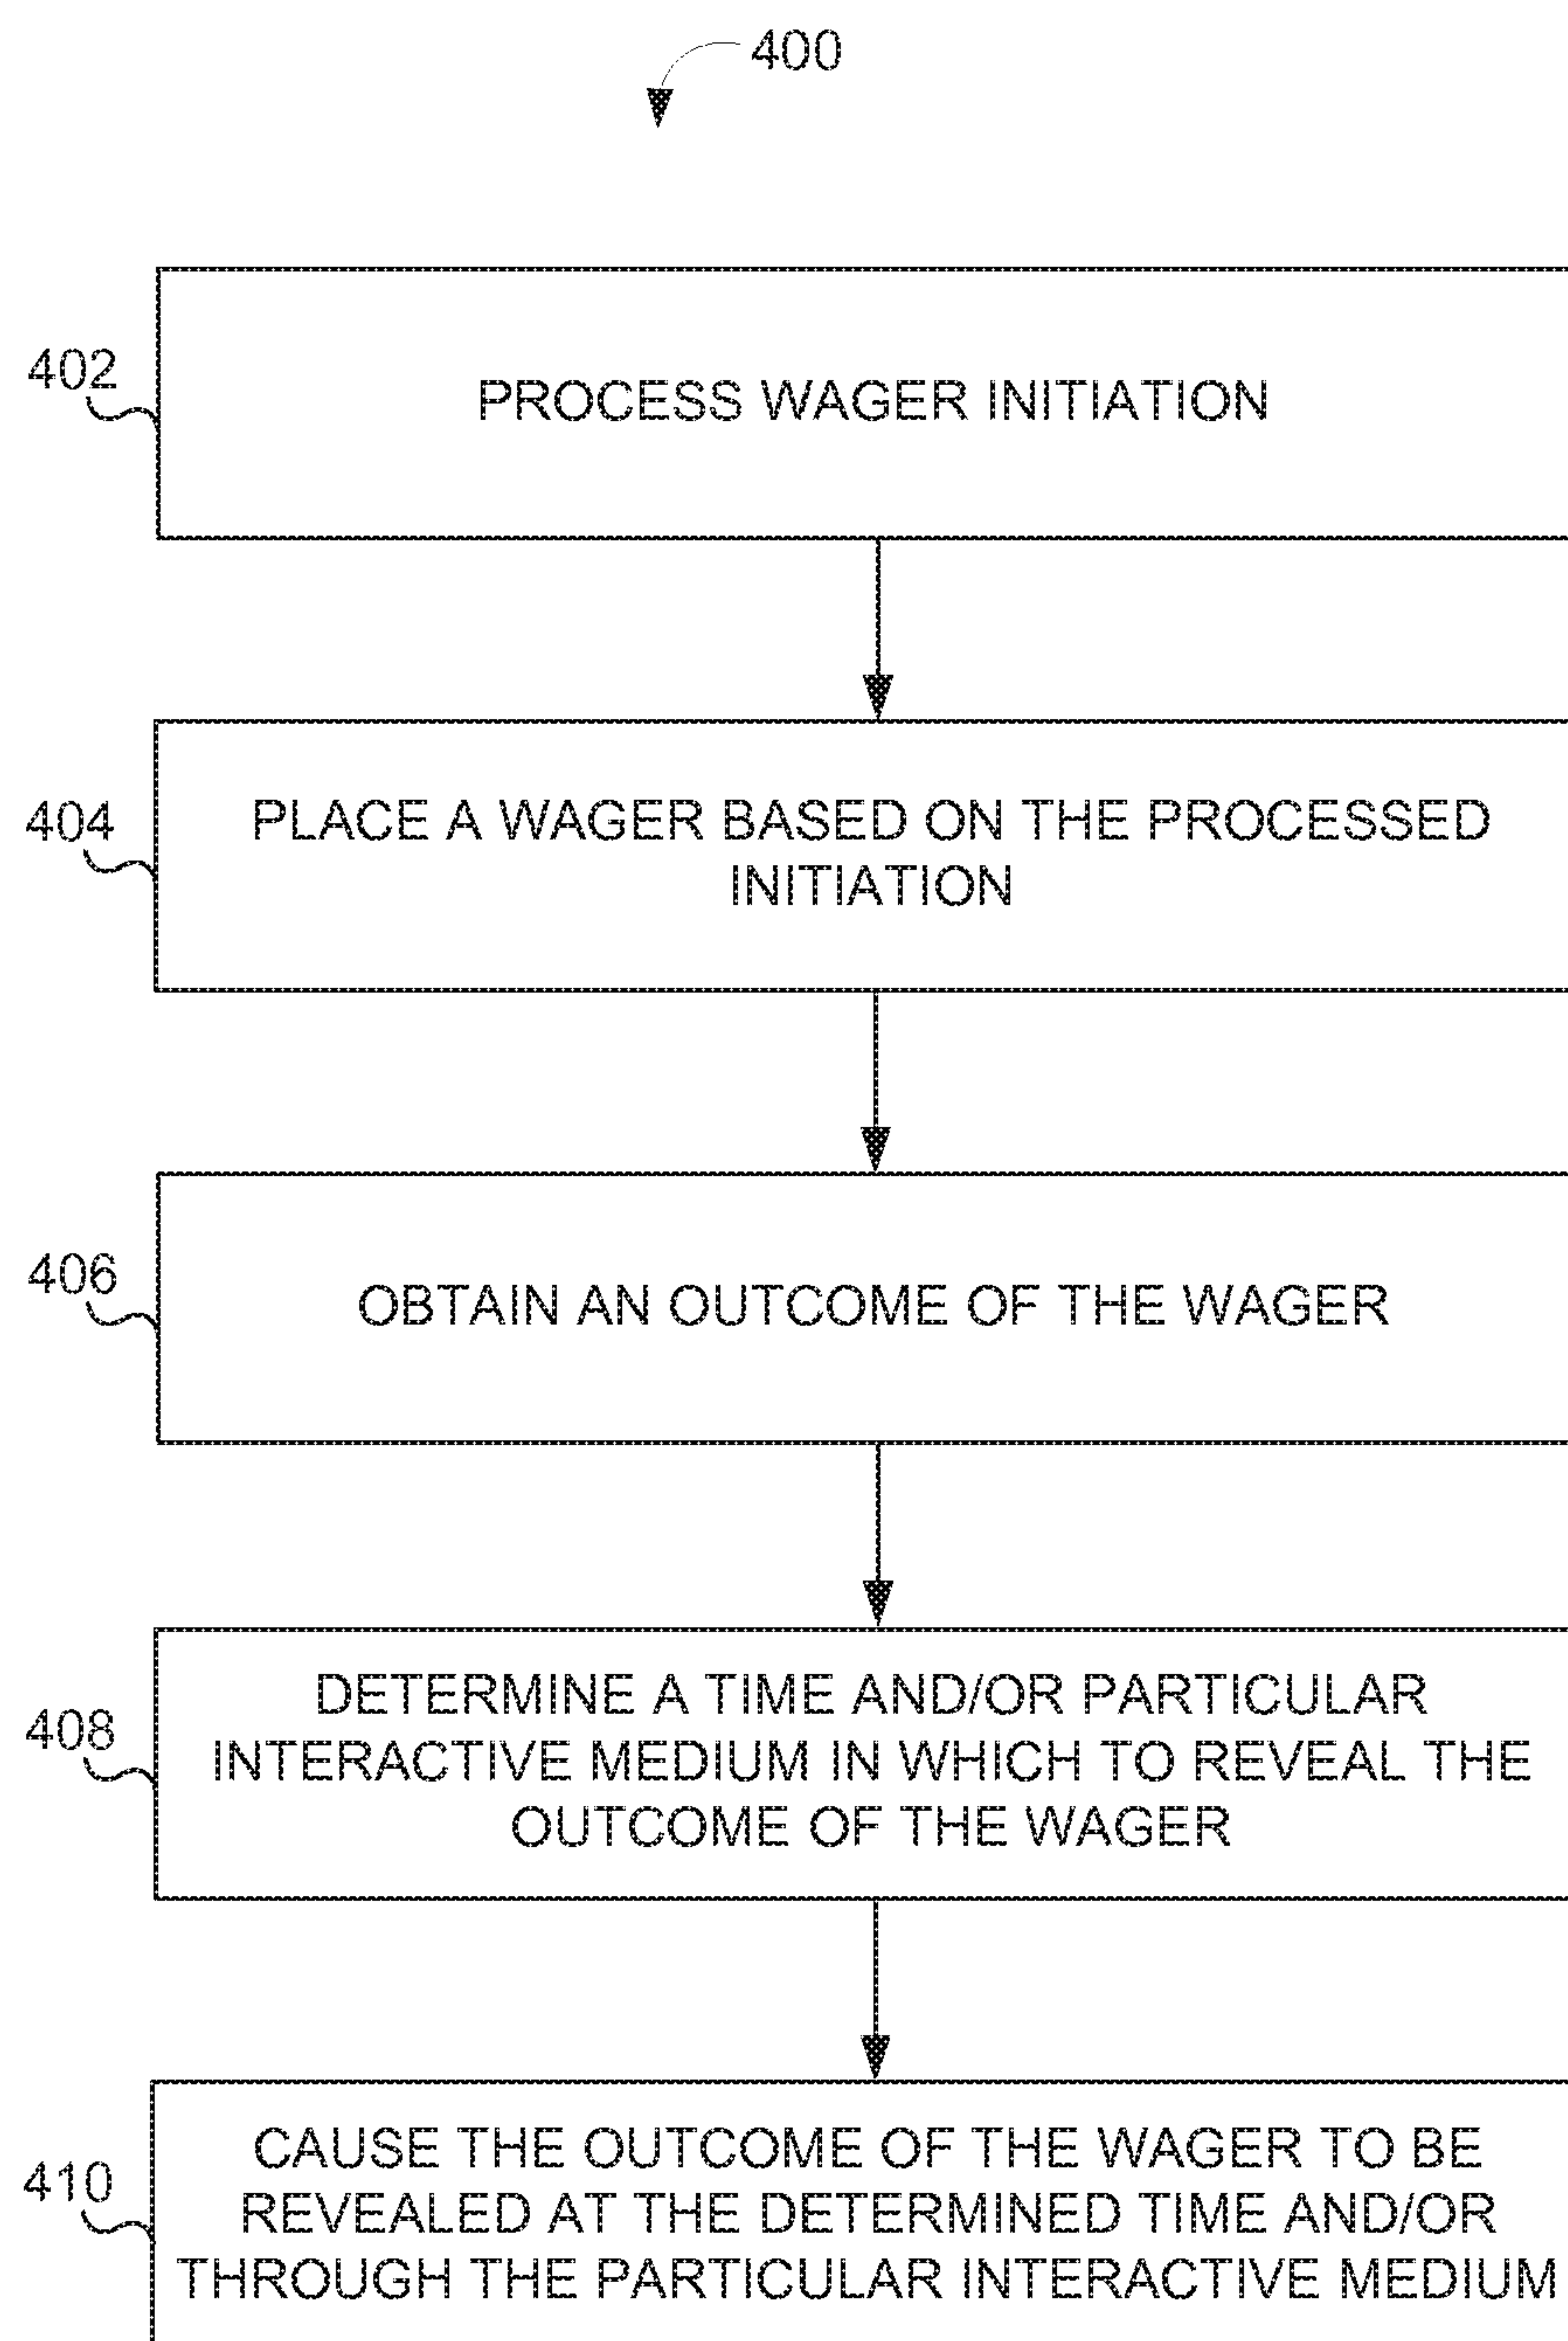 400
402
PROCESS WAGER INITIATION
404
PLACE A WAGER BASED ON THE PROCESSED
INITIATION
406
OBTAIN AN OUTCOME OF THE WAGER
408
DETERMINE A TIME AND/OR PARTICULAR
INTERACTIVE MEDIUM IN WHICH TO REVEAL THE
OUTCOME OF THE WAGER
410
CAUSE THE OUTCOME OF THE WAGER TO BE
REVEALED AT THE DETERMINED TIME AND/OR
THROUGH THE PARTICULAR INTERACTIVE MEDIUM